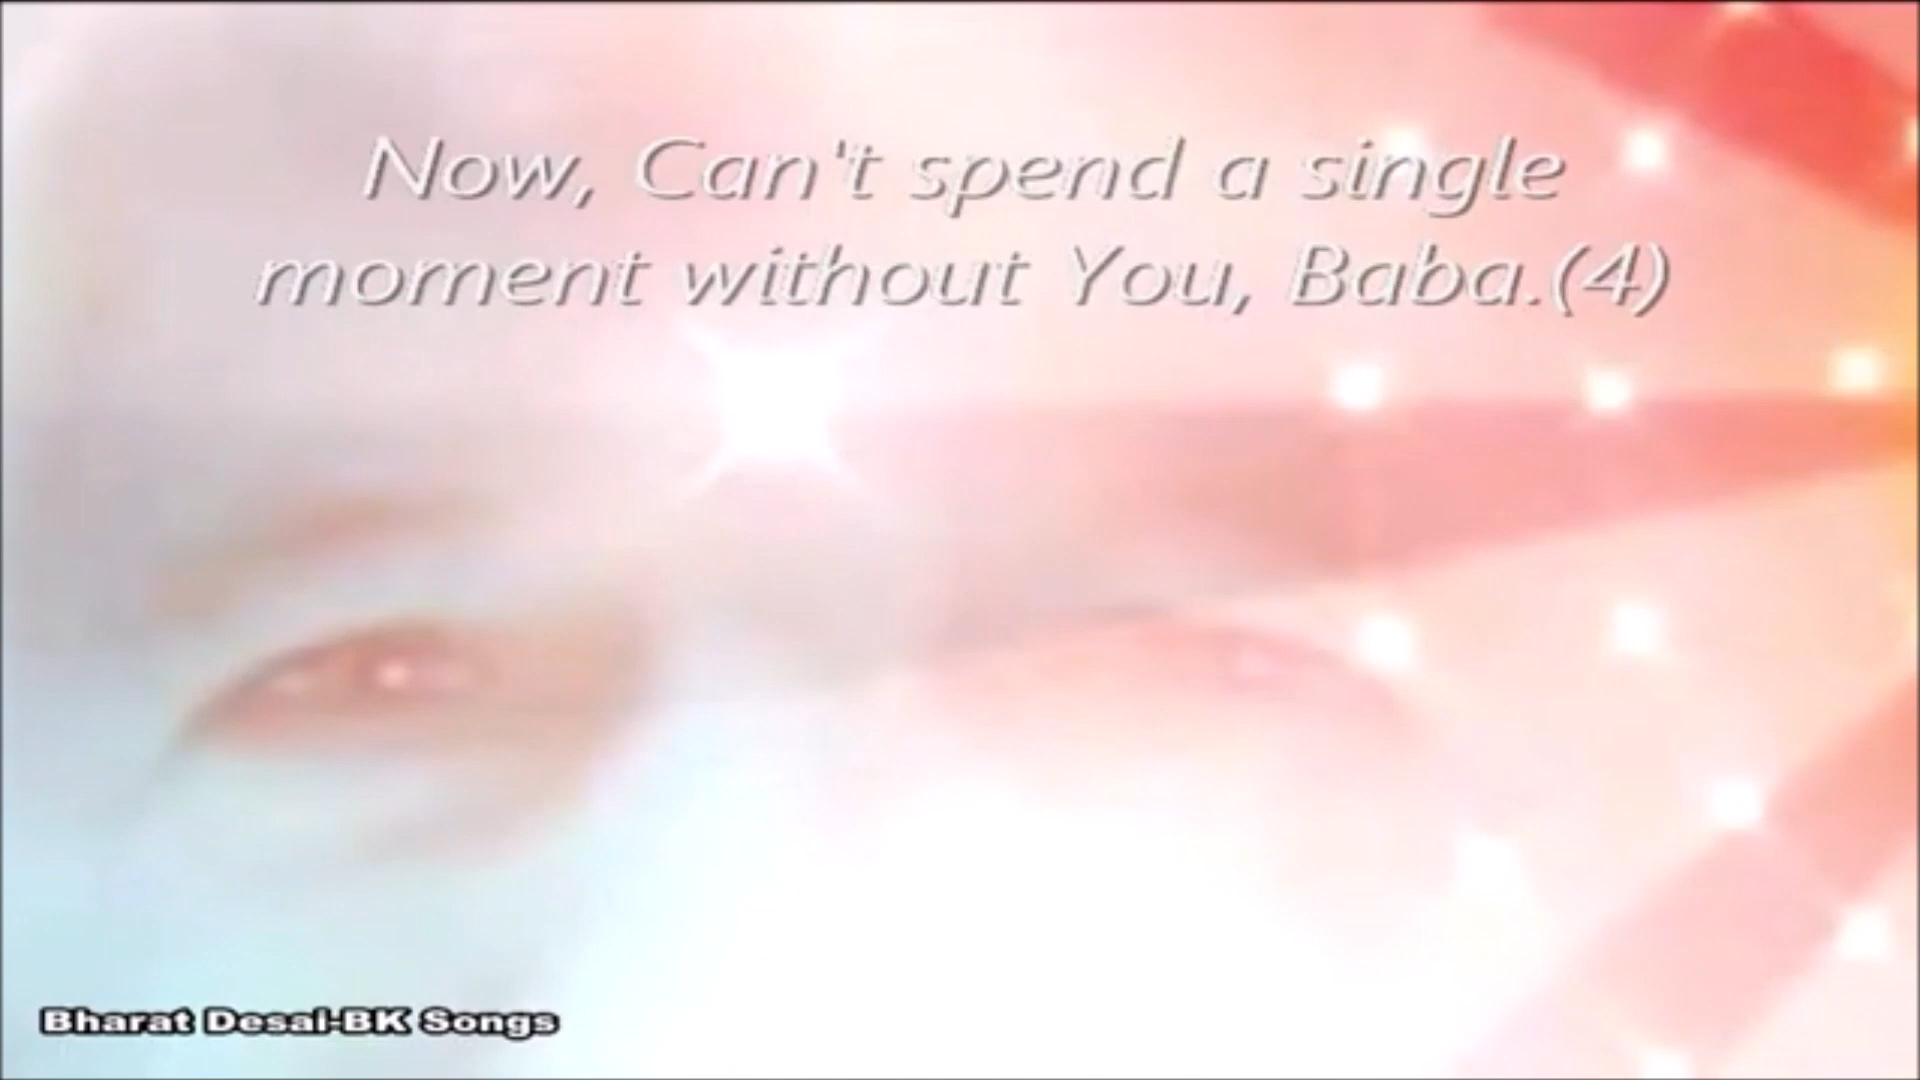 Now, Can't spend a single
moment without You, Baba.(4)
Bharat Desai-BK Songs